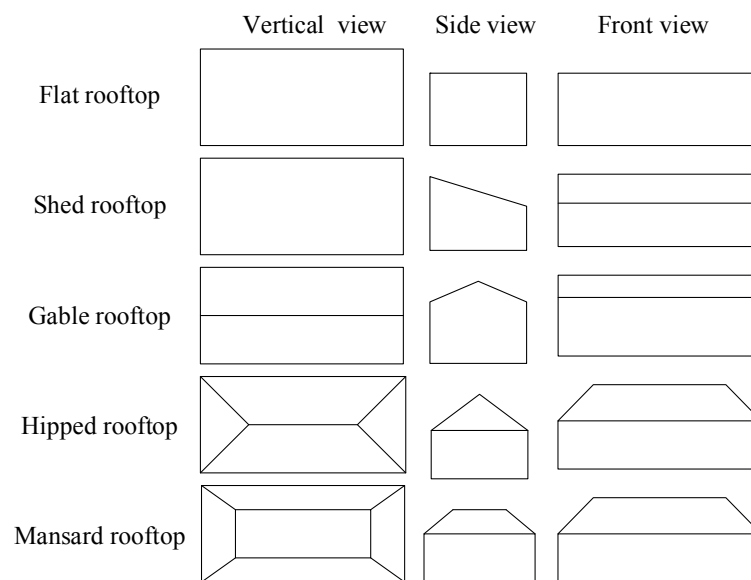 Vertical  view Side view Front view
Flat rooftop
Shed rooftop
Gable rooftop
Hipped rooftop
Mansard rooftop